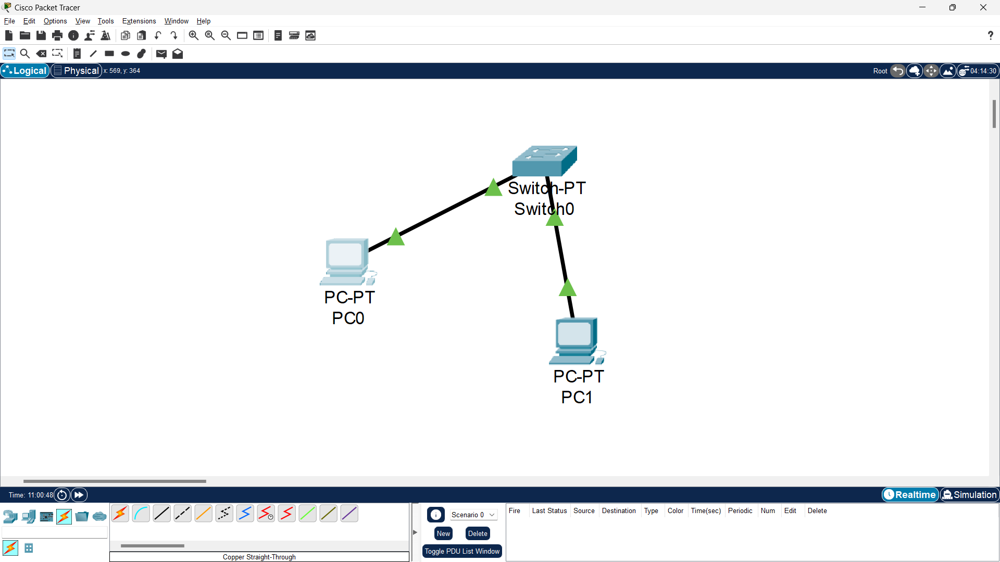 Cisco Packet Tracer
File Edit Options View Tools Extensions Window Help
?
Logical Physical x: 569, y: 364 Root 04:14:30
Switch-PT
Switch0
PC-PT
PC0
PC-PT
PC1
Time: 11:00:48 Realtime Simulation
Scenario 0
New Delete
Toggle PDU List Window
Fire Last Status Source Destination Type Color Time(sec) Periodic Num Edit Delete
Copper Straight-Through